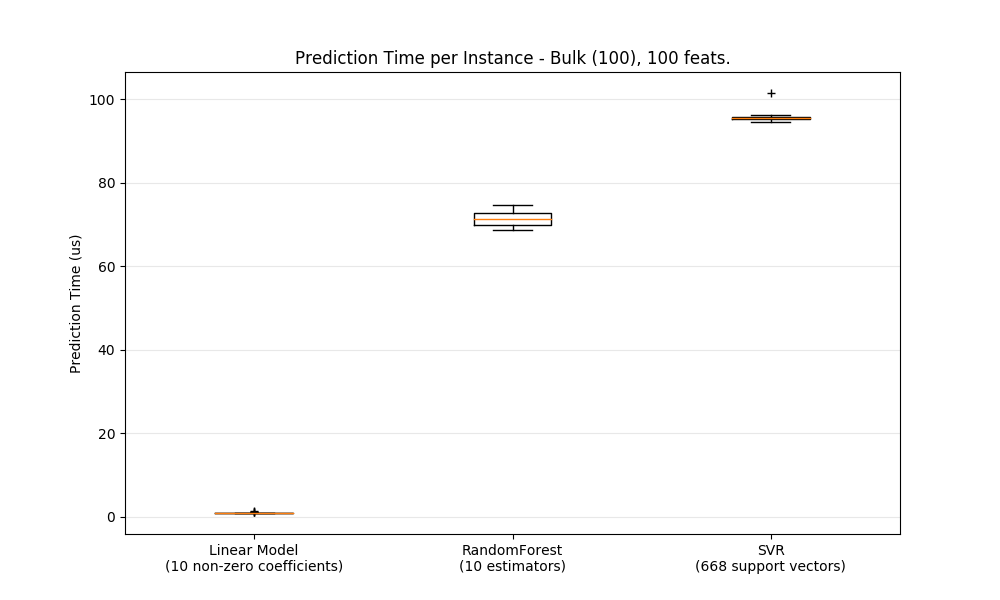 Prediction Time per Instance - Bulk (100), 100 feats.
Prediction Time (us)
100
80
60
40
20
0
Linear Model
(10 non-zero coefficients)
RandomForest
(10 estimators)
SVR
(668 support vectors)